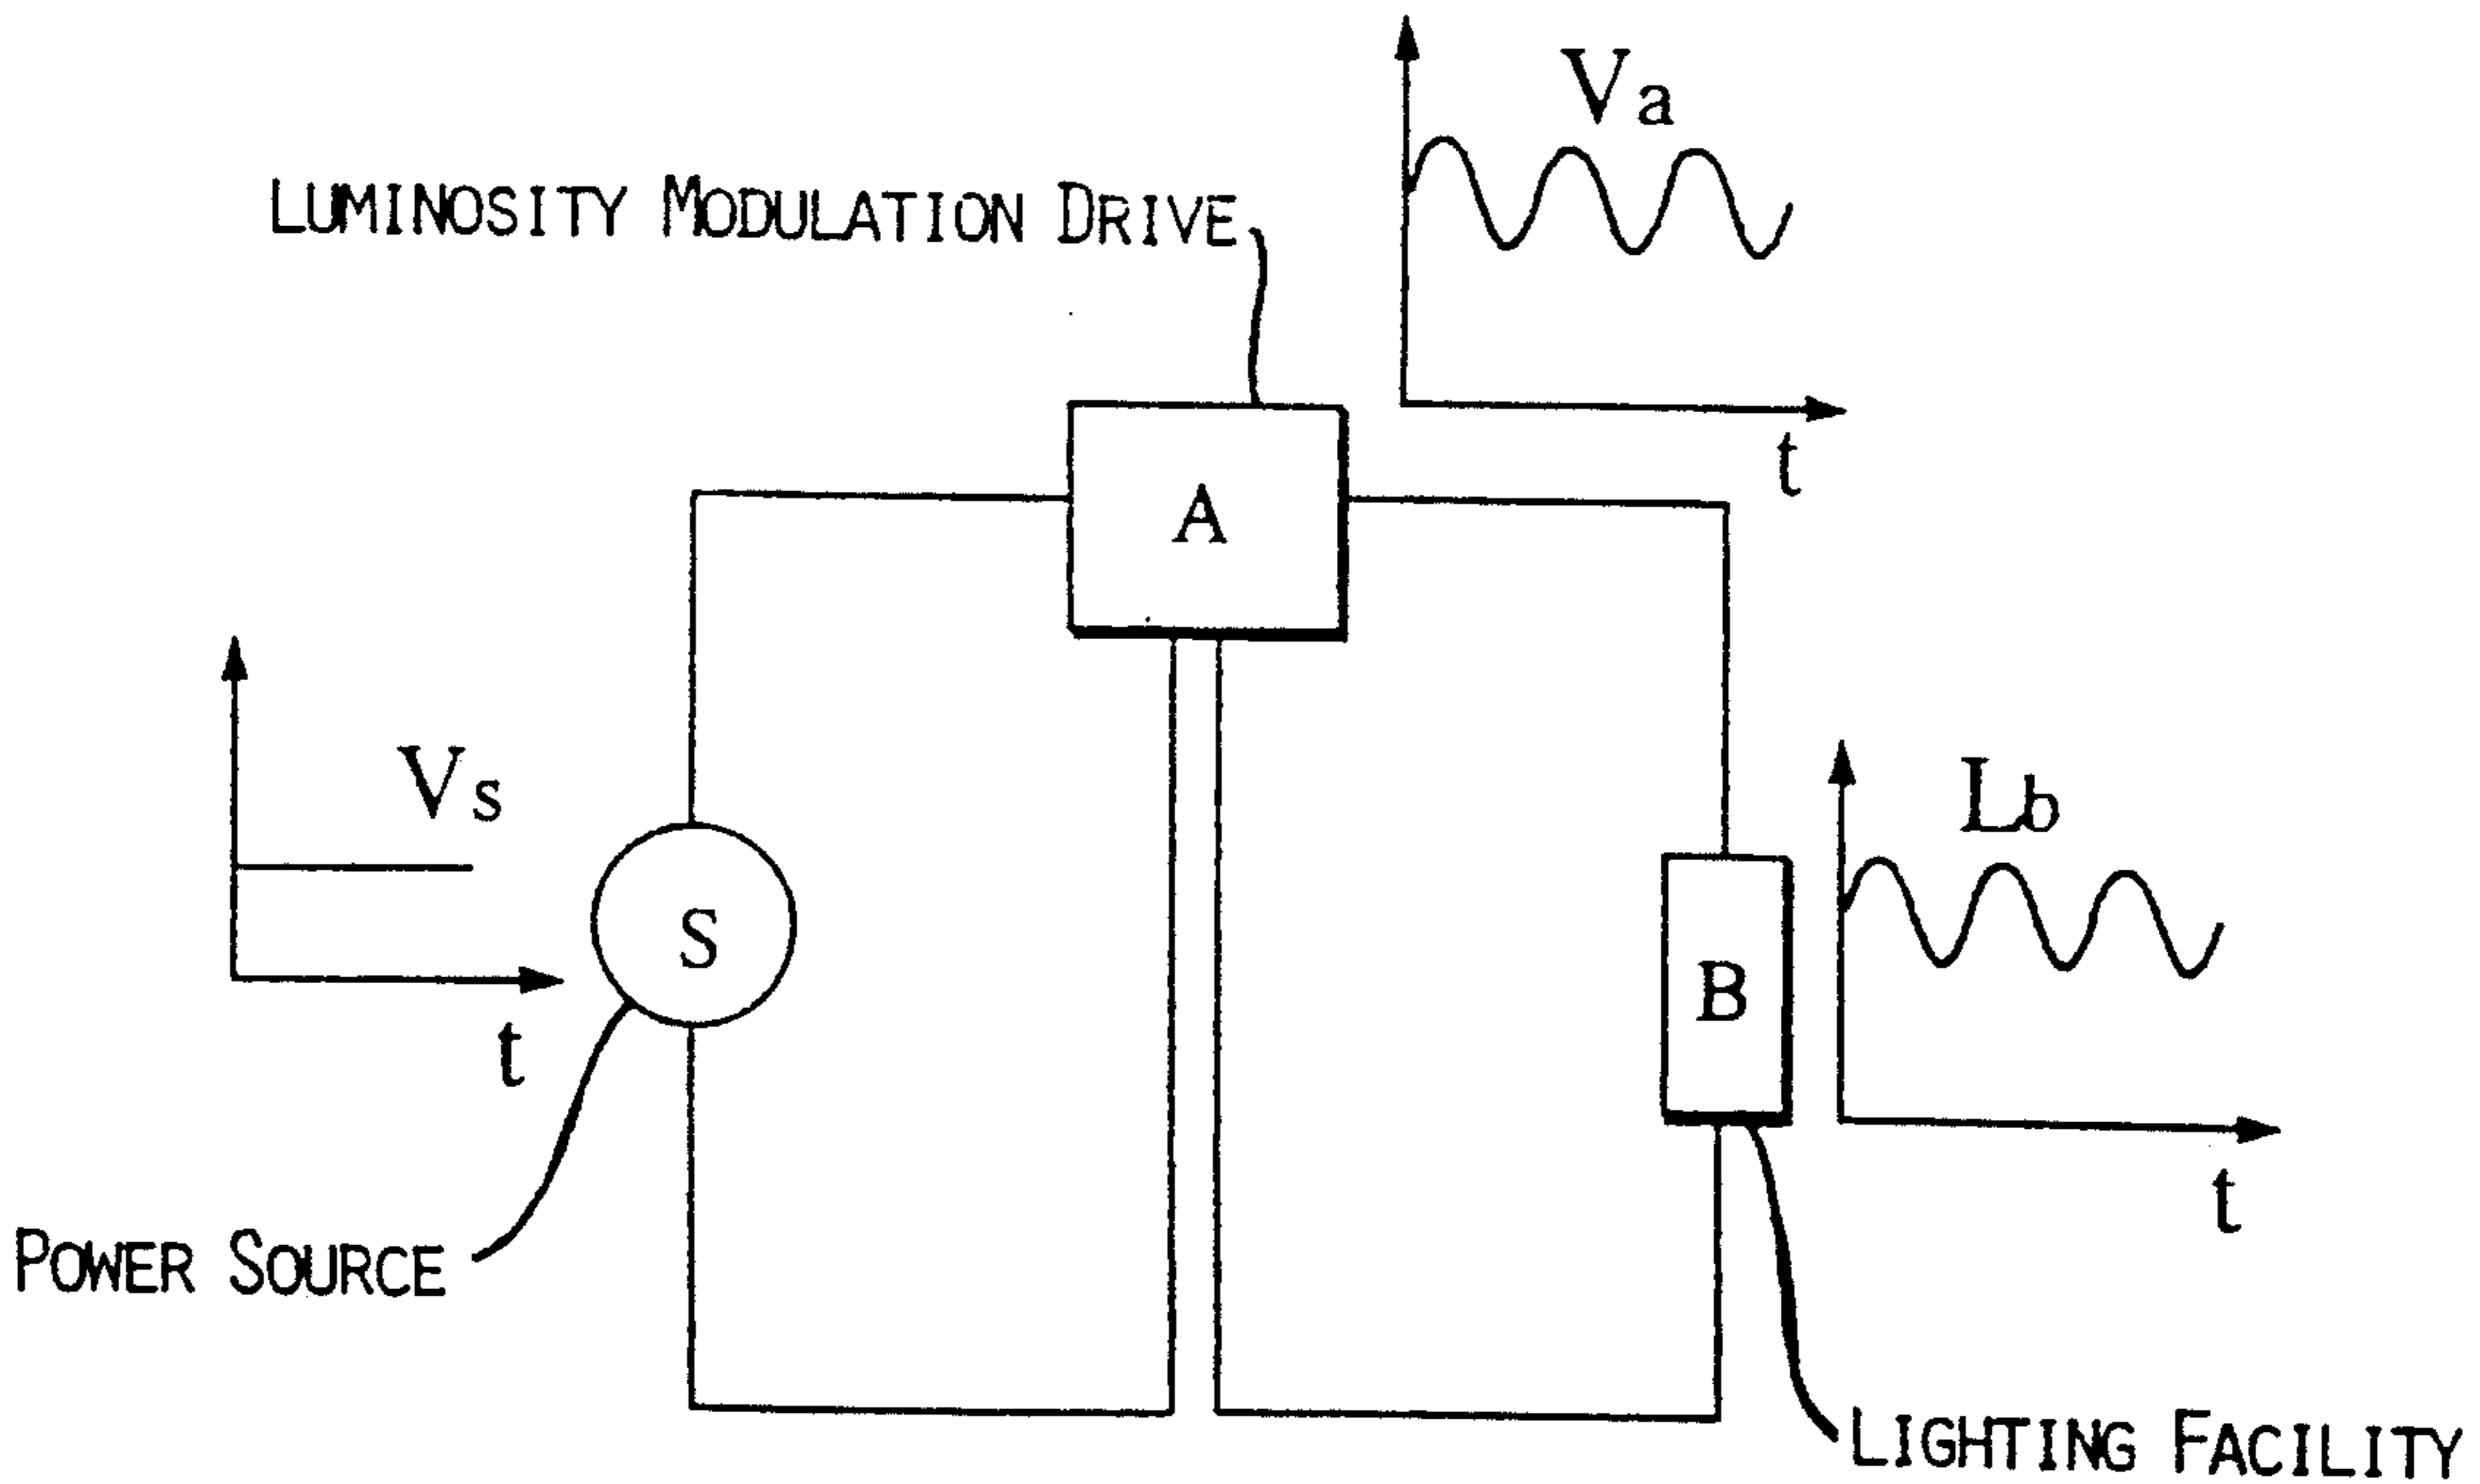 Va
LUMINOSITY MODULATION DRIVE
t
A
Vs
Lb
S
B
t
t
POWER SOURCE
LIGHTING FACILITY